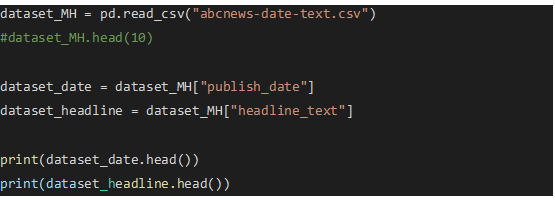 dataset_MH = pd.read_csv("abcnews-date-text.csv")
#dataset_MH.head(10)
dataset_date = dataset_MH["publish_date"]
dataset_headline = dataset_MH["headline_text"]
print(dataset_date.head())
print(dataset_headline.head())